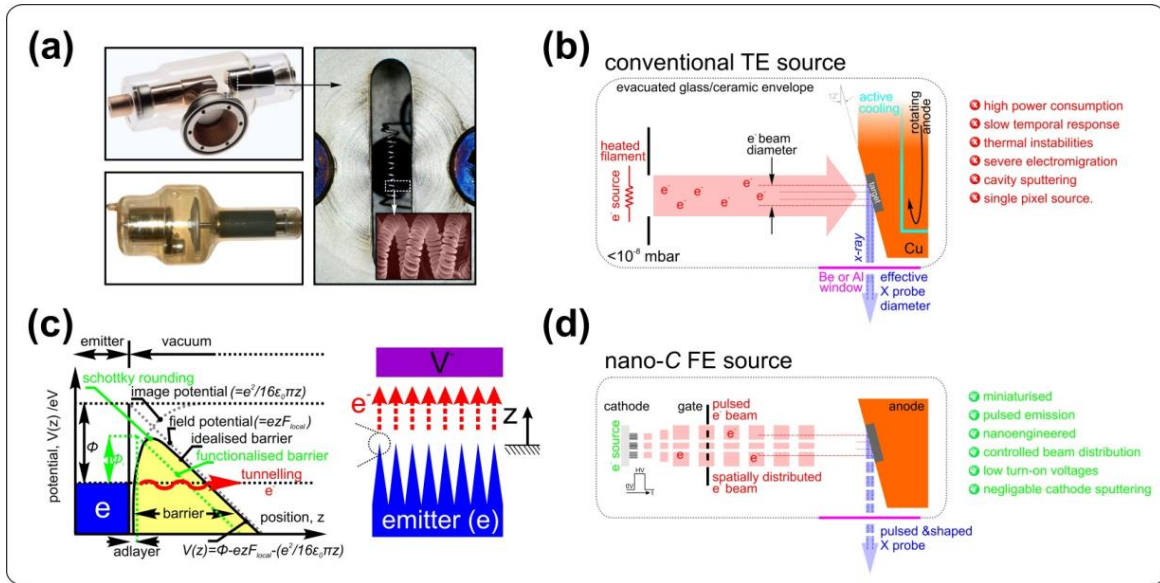 (a)
(b)
conventional TE source
evacuated glass/ceramic envelope
12°
active
cooling
rotating
anode
heated
filament
e⁻ source
e⁻ beam
diameter
e⁻ e⁻ e⁻ e⁻ e⁻ e⁻
target
x-ray
Cu
<10⁻⁸ mbar
Be or Al
window
effective
X probe
diameter
high power consumption
slow temporal response
thermal instabilities
severe electromigration
cavity sputtering
single pixel source.
(c)
emitter
vacuum
schottky rounding
image potential (=e²/16ε₀πz)
field potential (=ezF_local)
idealised barrier
functionalised barrier
tunnelling
e⁻
potential, V(z) /eV
Φ
Φ
e
barrier
position, z
adlayer
V(z)=Φ-ezF_local-(e²/16ε₀πz)
V
e⁻
z
emitter (e)
(d)
nano-C FE source
cathode
gate
pulsed
e⁻ beam
anode
e⁻ source
e⁻ e⁻ e⁻ e⁻
HV
0V
τ
spatially distributed
e⁻ beam
pulsed &shaped
X probe
miniaturised
pulsed emission
nanoengineered
controlled beam distribution
low turn-on voltages
negligable cathode sputtering